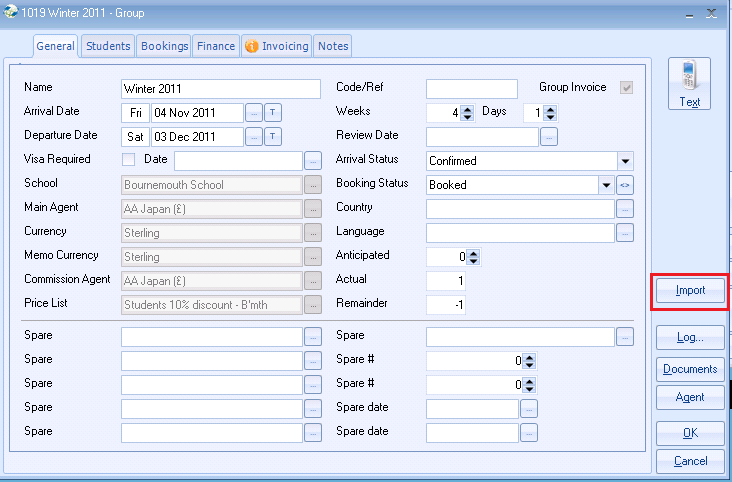 1019 Winter 2011 - Group
General Students Bookings Finance Invoicing Notes
Name Winter 2011 Code/Ref Group Invoice
Arrival Date Fri 04 Nov 2011 ... T Weeks 4 Days 1
Departure Date Sat 03 Dec 2011 ... T Review Date ...
Visa Required Date ... Arrival Status Confirmed
School Bournemouth School ... Booking Status Booked <>
Main Agent AA Japan (£) ... Country ...
Currency Sterling ... Language ...
Memo Currency Sterling ... Anticipated 0
Commission Agent AA Japan (£) ... Actual 1
Price List Students 10% discount - B'mth ... Remainder -1
Spare ... Spare ...
Spare ... Spare # 0
Spare ... Spare # 0
Spare ... Spare date ...
Spare ... Spare date ...
Text
Import
Log...
Documents
Agent
OK
Cancel